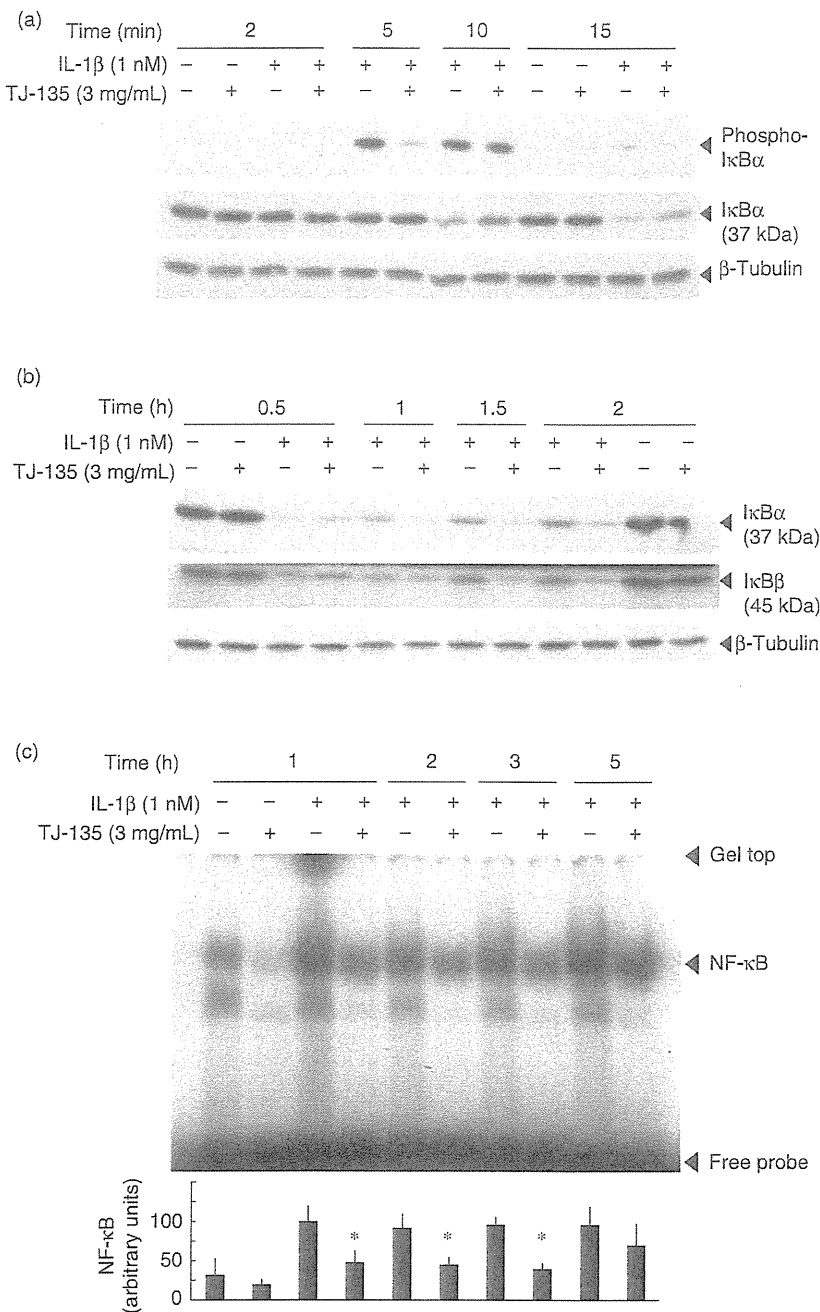 (a)
Time (min) 2 5 10 15
IL-1β (1 nM) – – + + + + + + – – + +
TJ-135 (3 mg/mL) – + – + – + – + – + – +
Phospho-
IκBα
IκBα
(37 kDa)
β-Tubulin
(b)
Time (h) 0.5 1 1.5 2
IL-1β (1 nM) – – + + + + + + + + – –
TJ-135 (3 mg/mL) – + – + – + – + – + – +
IκBα
(37 kDa)
IκBβ
(45 kDa)
β-Tubulin
(c)
Time (h) 1 2 3 5
IL-1β (1 nM) – – + + + + + + + +
TJ-135 (3 mg/mL) – + – + – + – + – +
Gel top
NF-κB
Free probe
NF-κB
(arbitrary units)
100
50
0
* * *